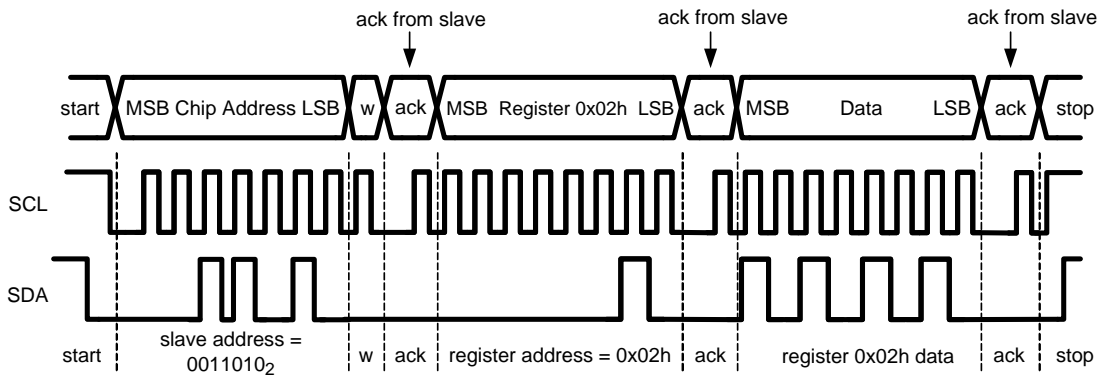 ack from slave ack from slave ack from slave
start MSB Chip Address LSB w ack MSB Register 0x02h LSB ack MSB Data LSB ack stop
SCL
SDA
start slave address = w ack register address = 0x02h ack register 0x02h data ack stop
0011010₂